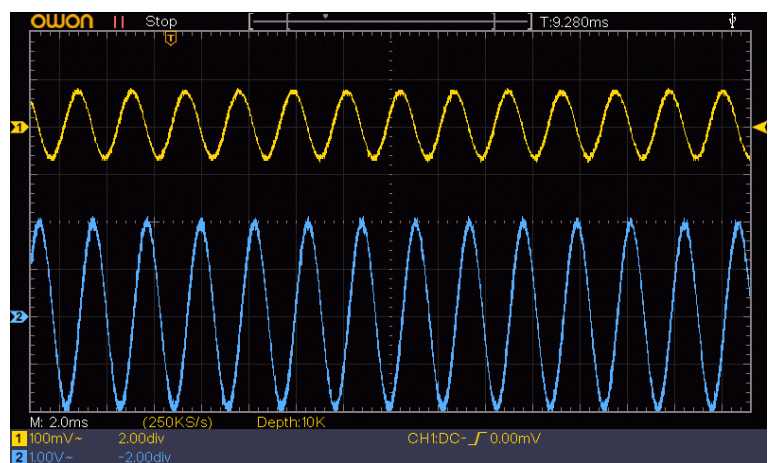 OWON II Stop T:9.280ms
T
1
2
M: 2.0ms (250KS/s) Depth:10K
1 100mV~ 2.00div CH1:DC- 0.00mV
2 1.00V~ -2.00div